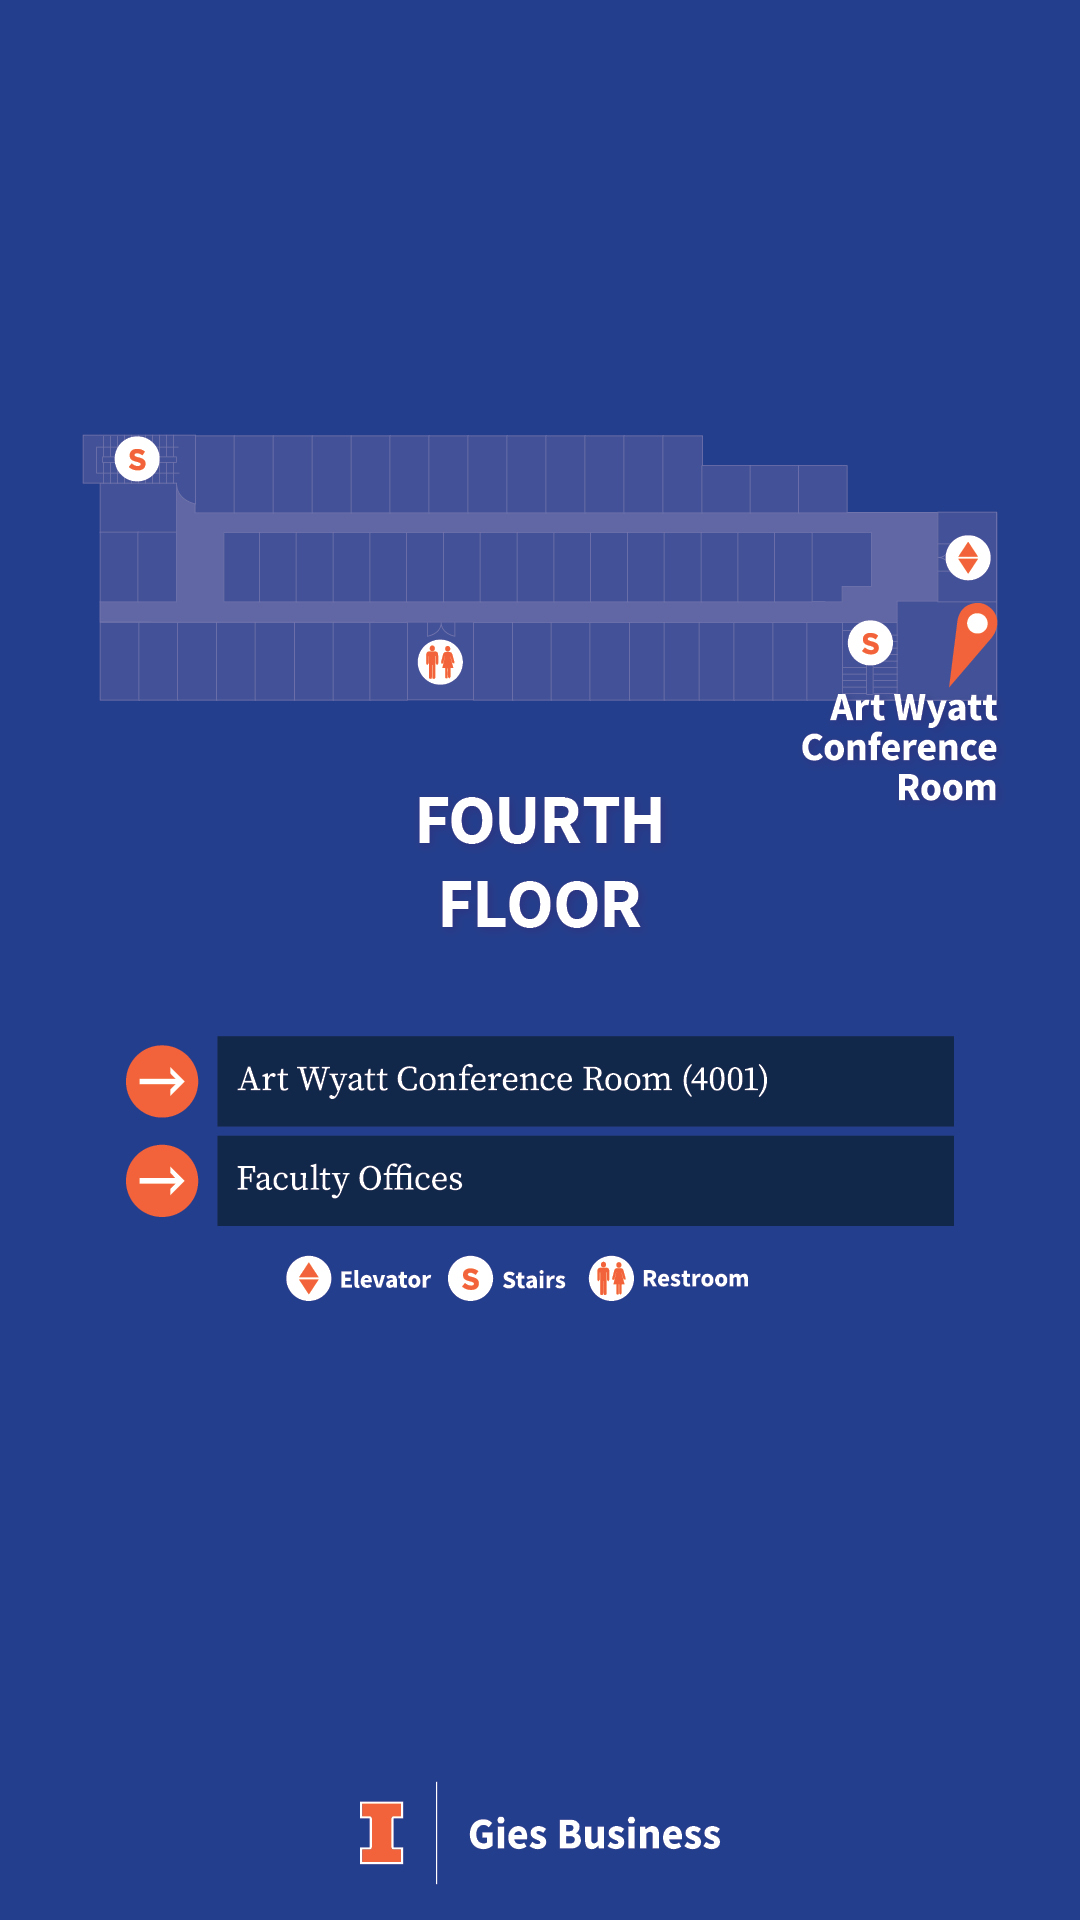 S
S
Art Wyatt
Conference
Room
FOURTH
FLOOR
Art Wyatt Conference Room (4001)
Faculty Offices
Elevator S Stairs Restroom
I Gies Business